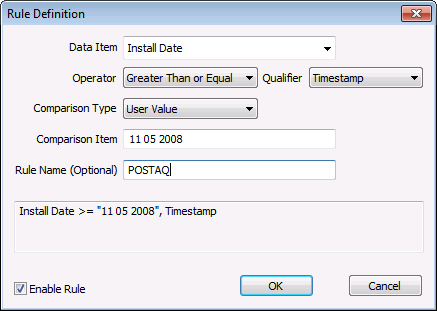 Rule Definition
Data Item Install Date
Operator Greater Than or Equal Qualifier Timestamp
Comparison Type User Value
Comparison Item 11 05 2008
Rule Name (Optional) POSTAQ
Install Date >= "11 05 2008", Timestamp
Enable Rule OK Cancel